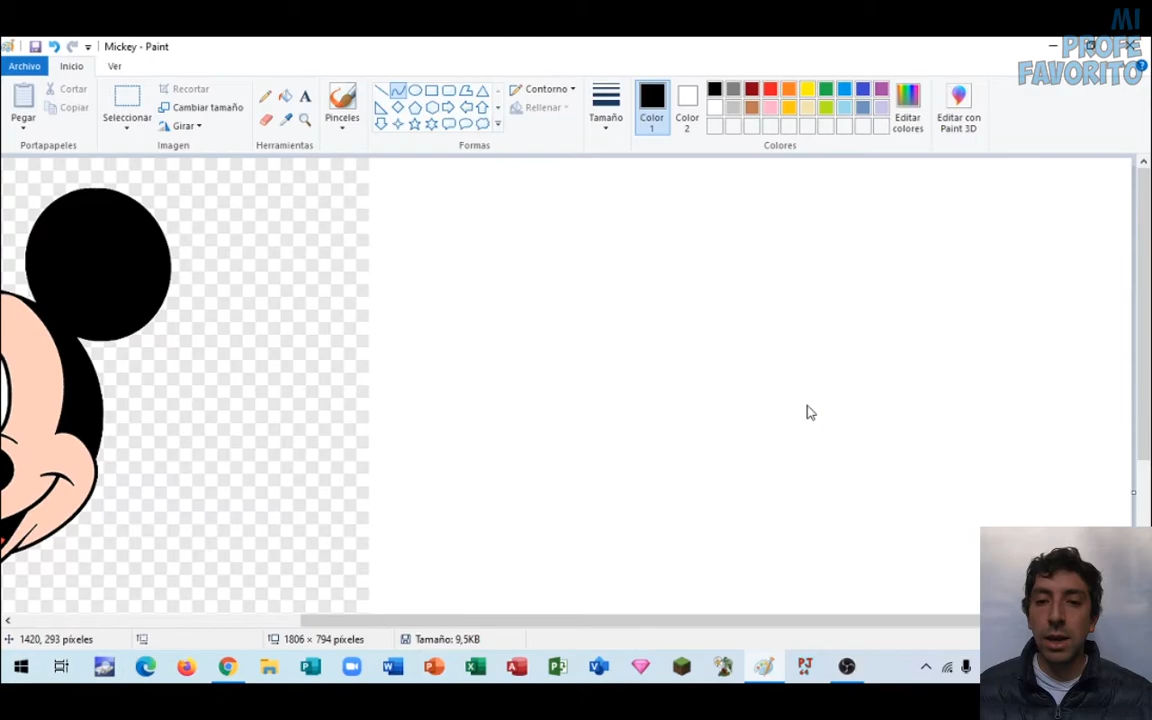 MI
PROFE
FAVORITO
Mickey - Paint
Archivo Inicio Ver
Pegar
Cortar
Copiar
Portapapeles
Seleccionar
Recortar
Cambiar tamaño
Girar
Imagen
Herramientas
Pinceles
Contorno
Rellenar
Formas
Tamaño
Color
1
Color
2
Colores
Editar
colores
Editar con
Paint 3D
1420, 293 píxeles
1806 × 794 píxeles
Tamaño: 9,5KB